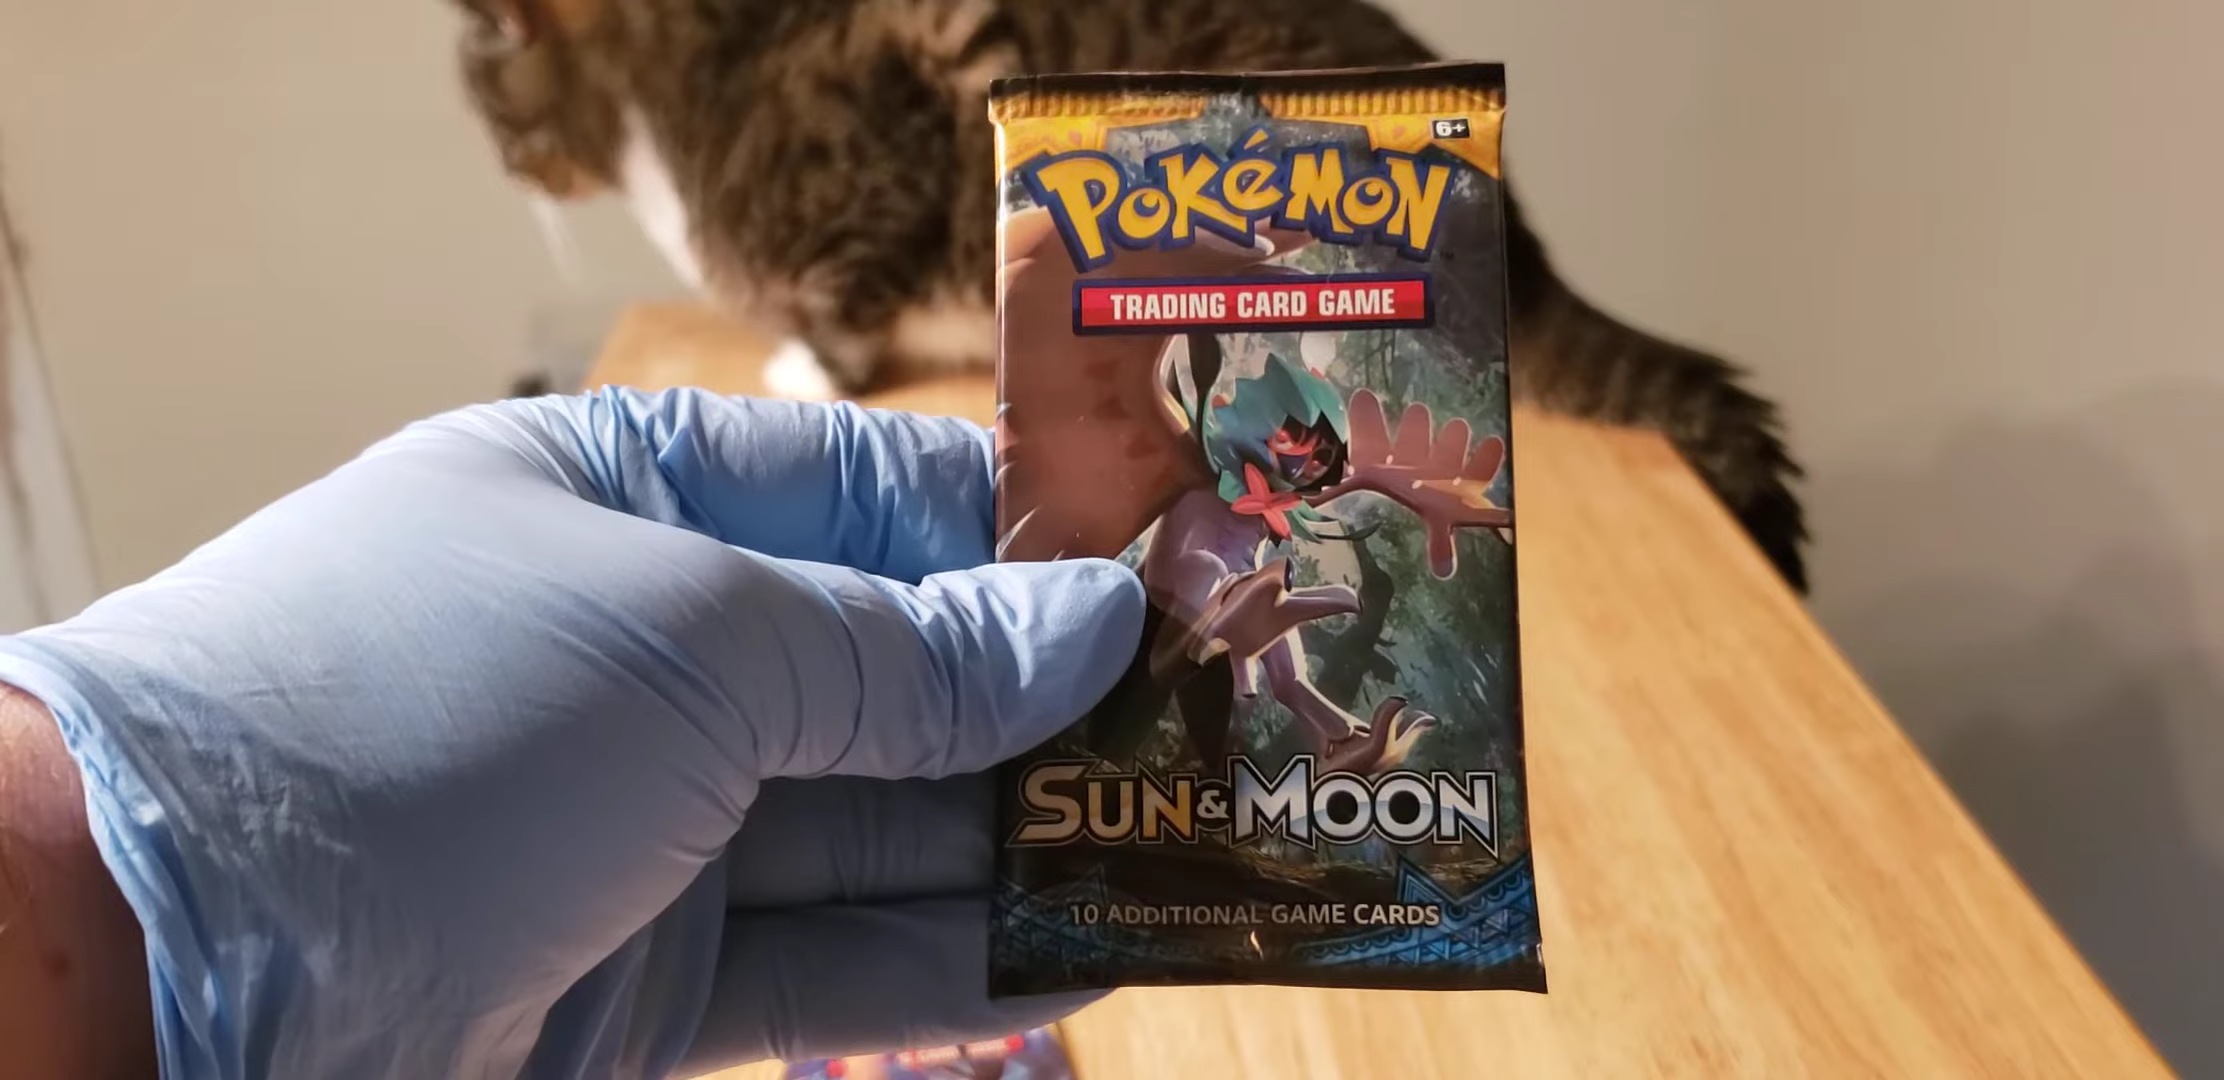 6+
POKéMON
TRADING CARD GAME
SUN & MOON
10 ADDITIONAL GAME CARDS